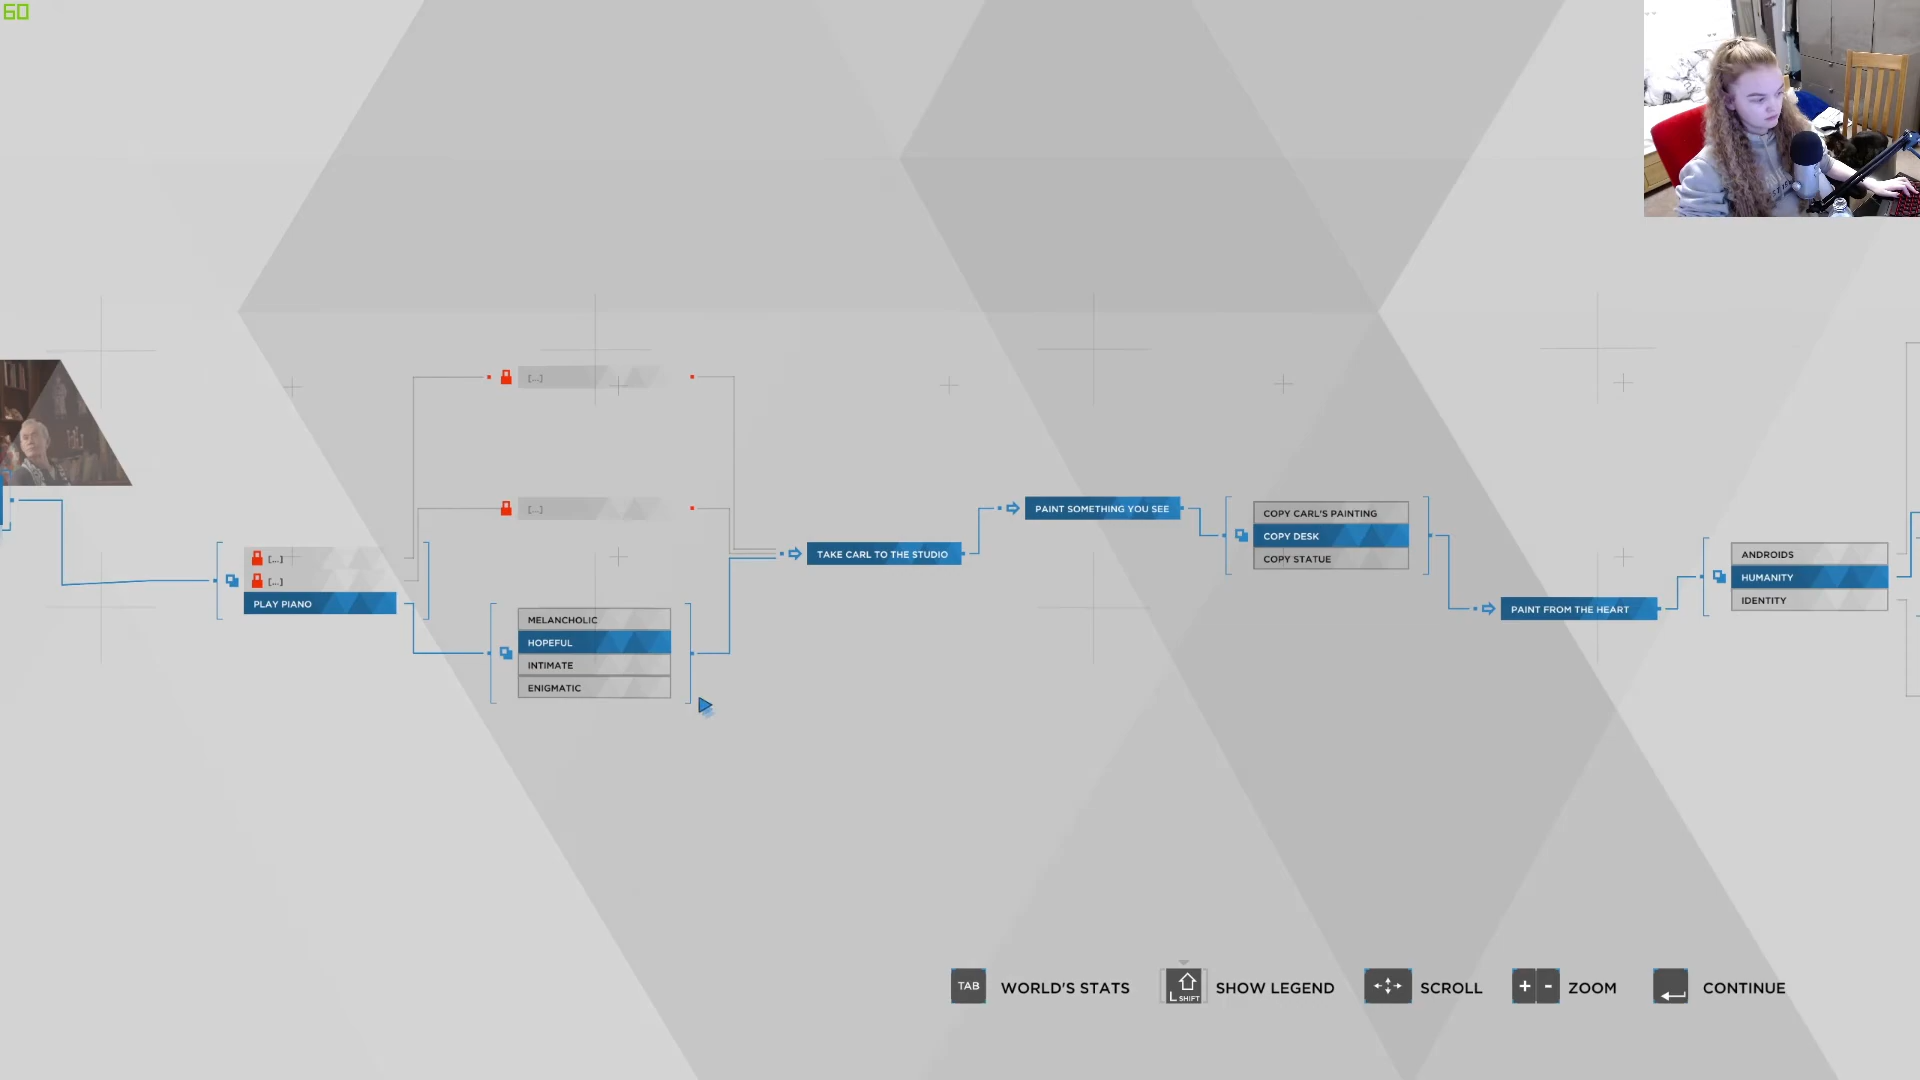 60
[...]
[...]
[...]
[...]
PLAY PIANO
MELANCHOLIC
HOPEFUL
INTIMATE
ENIGMATIC
TAKE CARL TO THE STUDIO
PAINT SOMETHING YOU SEE
COPY CARL'S PAINTING
COPY DESK
COPY STATUE
PAINT FROM THE HEART
ANDROIDS
HUMANITY
IDENTITY
TAB WORLD'S STATS
L SHIFT SHOW LEGEND
SCROLL
+ - ZOOM
CONTINUE